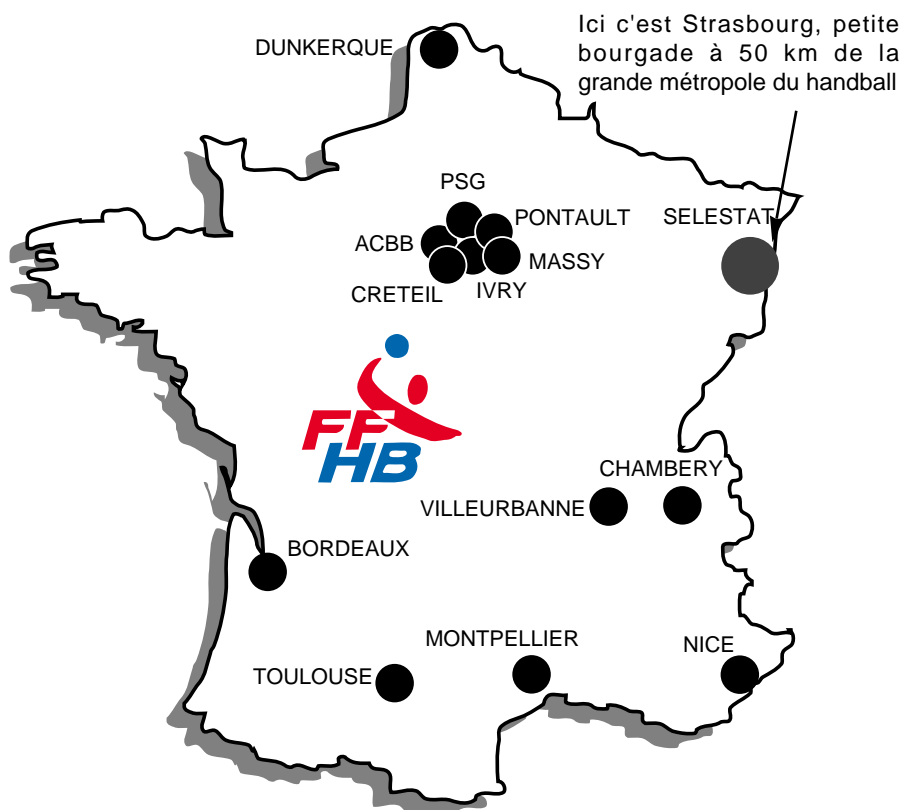 Ici c'est Strasbourg, petite
bourgade à 50 km de la
grande métropole du handball
DUNKERQUE
PSG
PONTAULT
SELESTAT
ACBB
MASSY
CRETEIL
IVRY
FF
HB
CHAMBERY
VILLEURBANNE
BORDEAUX
MONTPELLIER
NICE
TOULOUSE